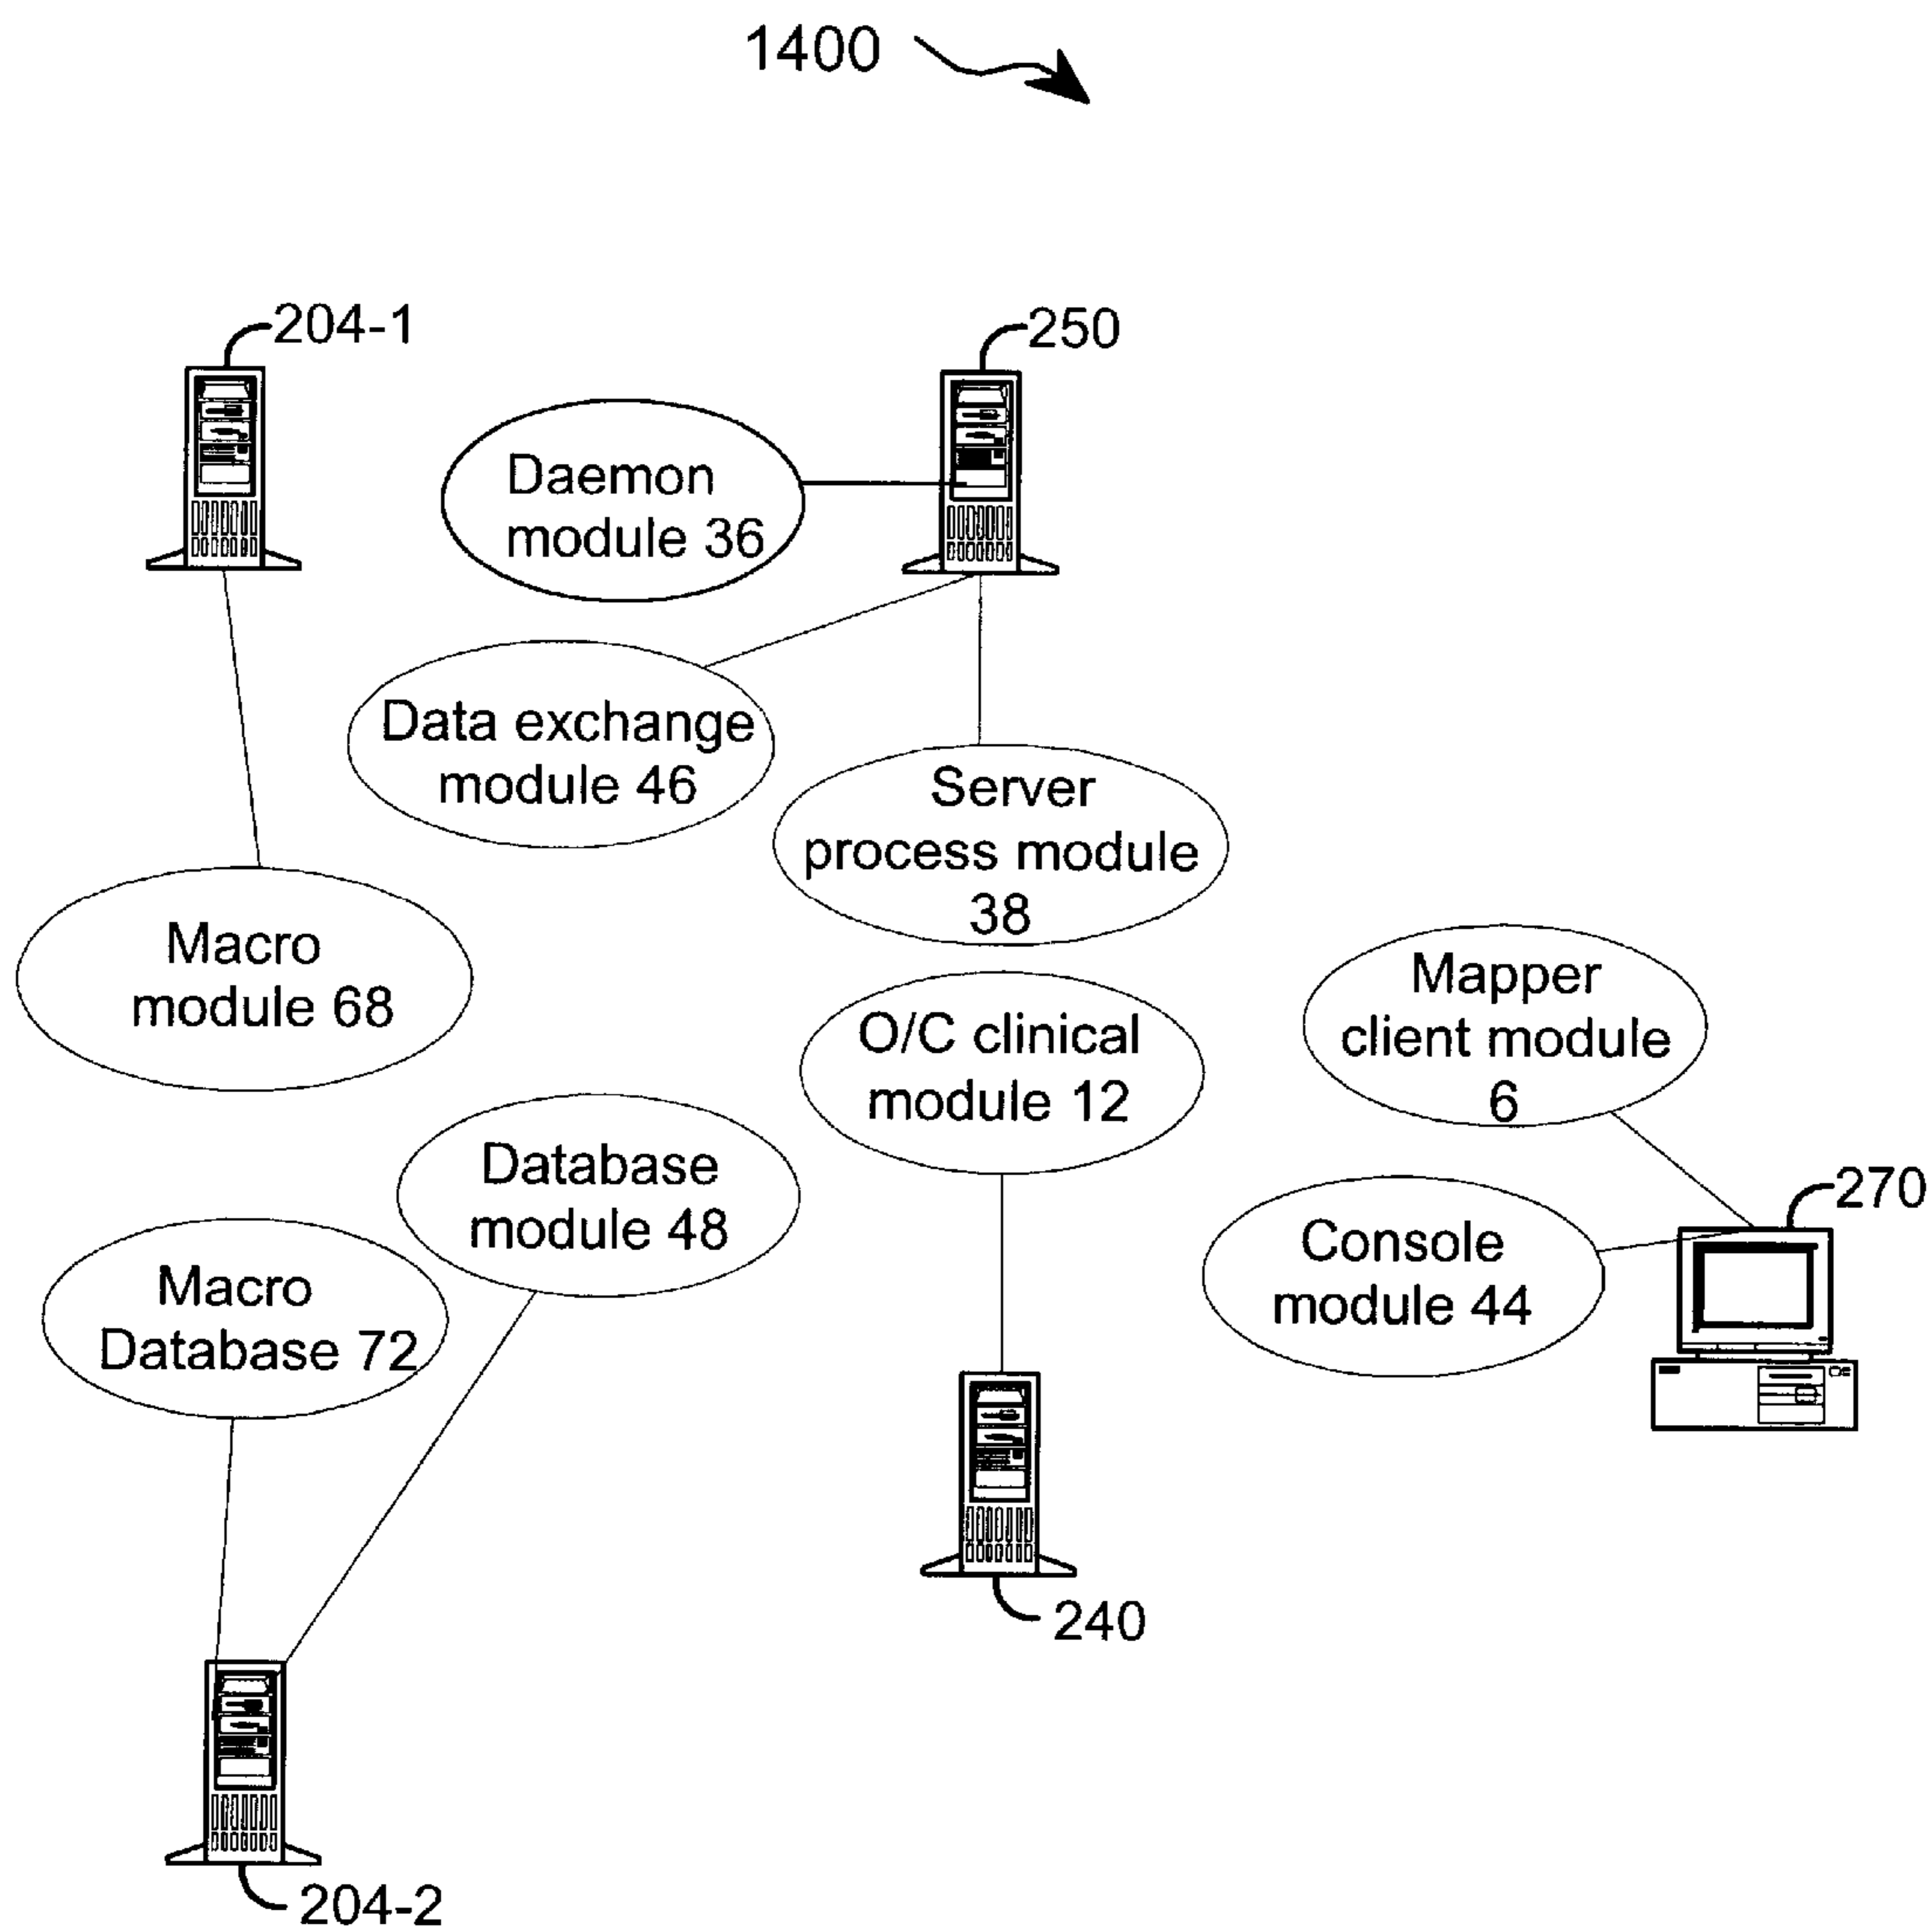 1400
204-1
250
Daemon
module 36
Data exchange
module 46
Server
process module
38
Macro
module 68
Mapper
client module
6
O/C clinical
module 12
Database
module 48
270
Console
module 44
Macro
Database 72
240
204-2